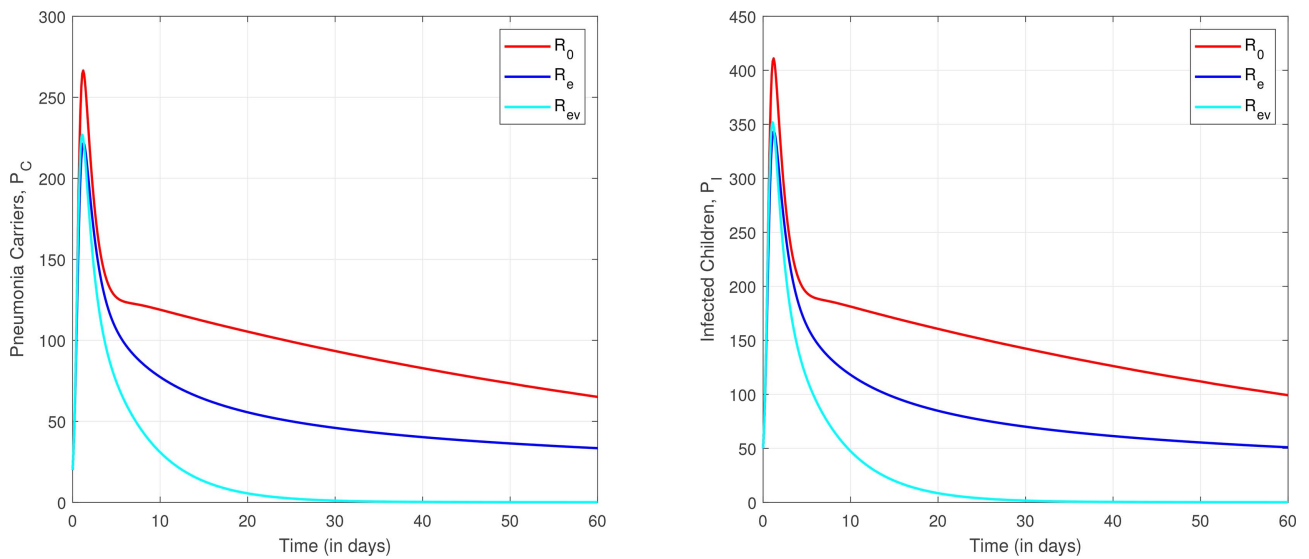 300
250
200
150
100
50
0
Pneumonia Carriers, P_C
0 10 20 30 40 50 60
Time (in days)
R_0
R_e
R_ev
450
400
350
300
250
200
150
100
50
0
Infected Children, P_I
0 10 20 30 40 50 60
Time (in days)
R_0
R_e
R_ev